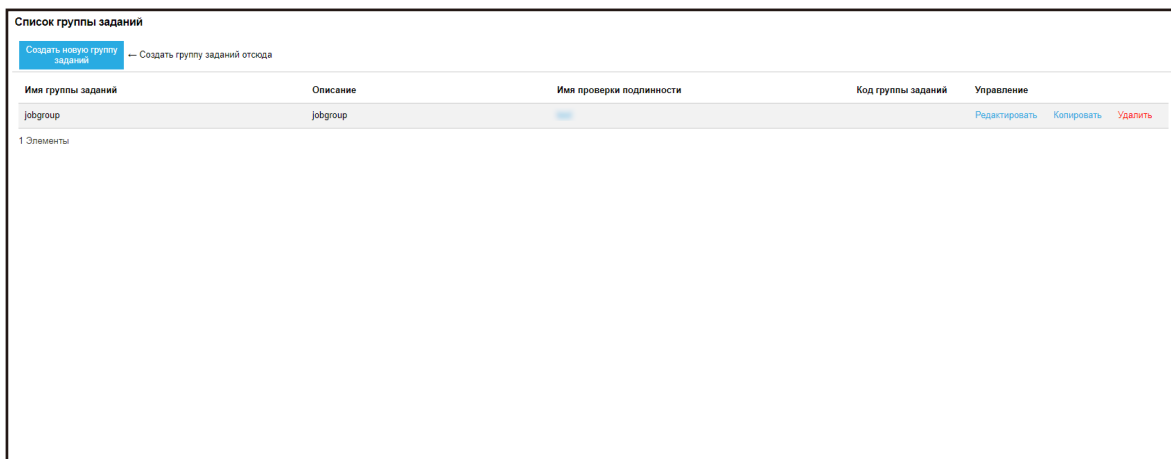 Список группы заданий
Создать новую группу
заданий
← Создать группу заданий отсюда
Имя группы заданий Описание Имя проверки подлинности Код группы заданий Управление
jobgroup jobgroup Редактировать Копировать Удалить
1 Элементы